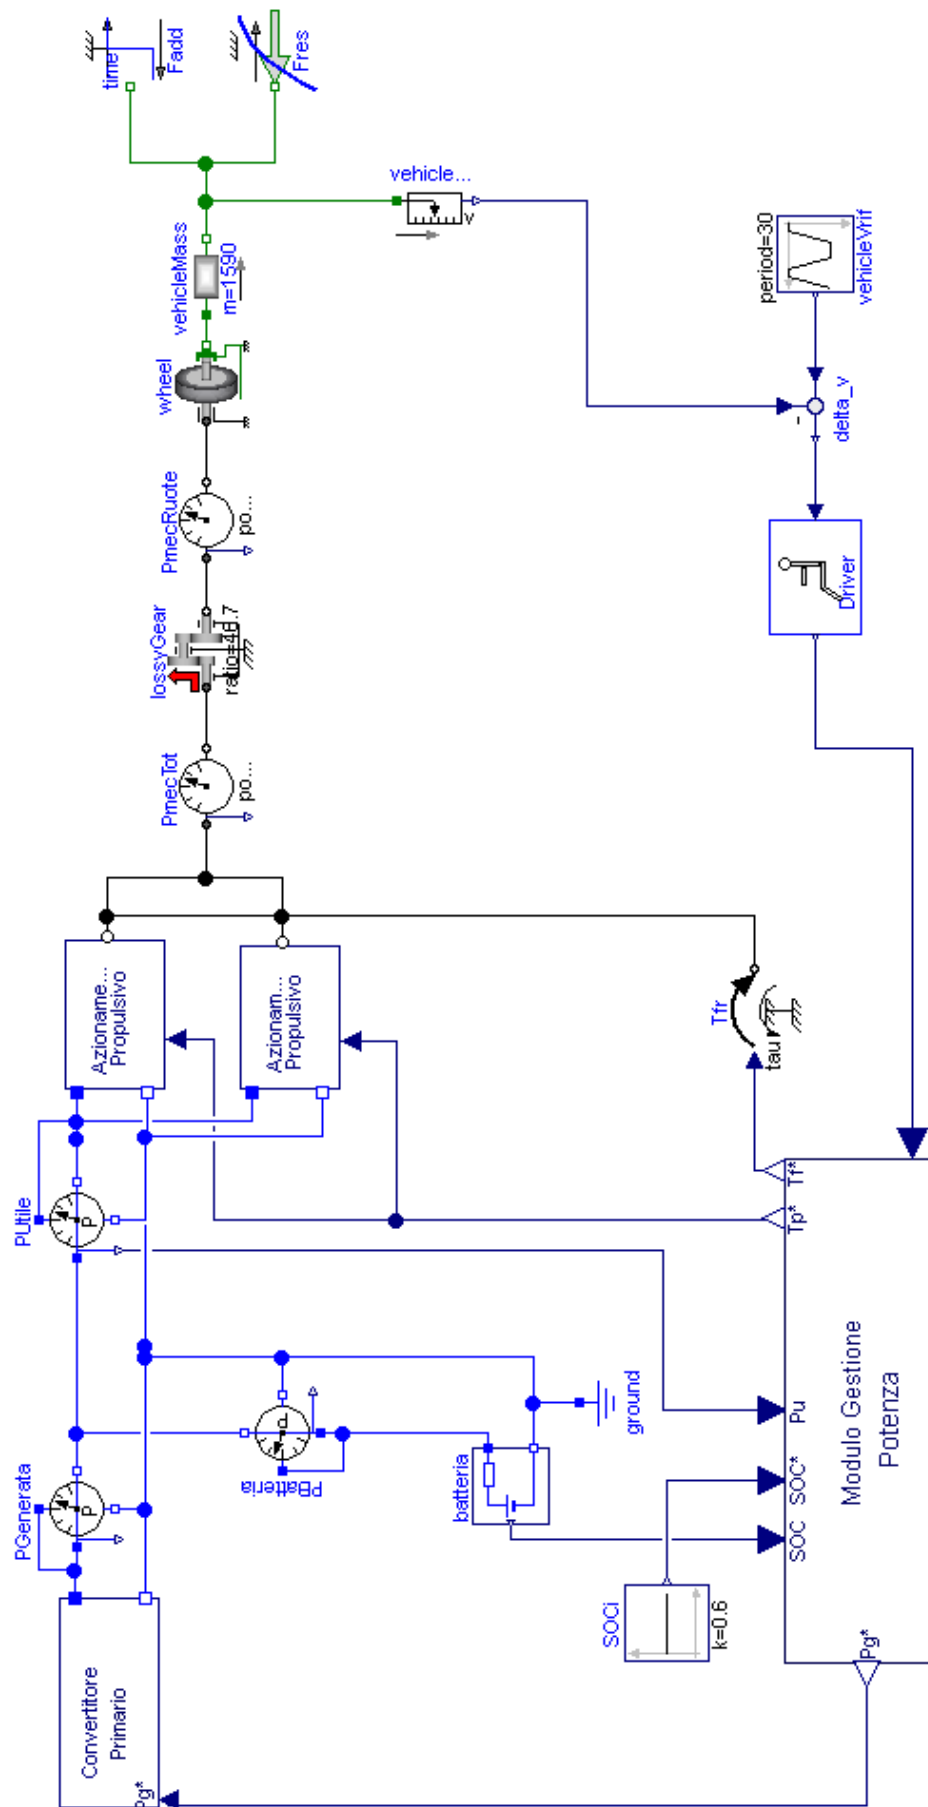 Convertitore
Primario
Pg*
PGenerata
P
PUtile
P
PBatteria
P
batteria
ground
SOCi
k=0.6
Azioname...
Propulsivo
Azionam...
Propulsivo
PmecTot
po...
lossyGear
PmecRuote
po...
wheel
vehicleMass
m=1590
time
Fadd
Fres
vehicle...
v
Tfr
tau
Pg*
SOC
SOC*
Pu
Tp*
Tf*
Modulo Gestione
Potenza
Driver
-
delta_v
period=30
vehicleVrif